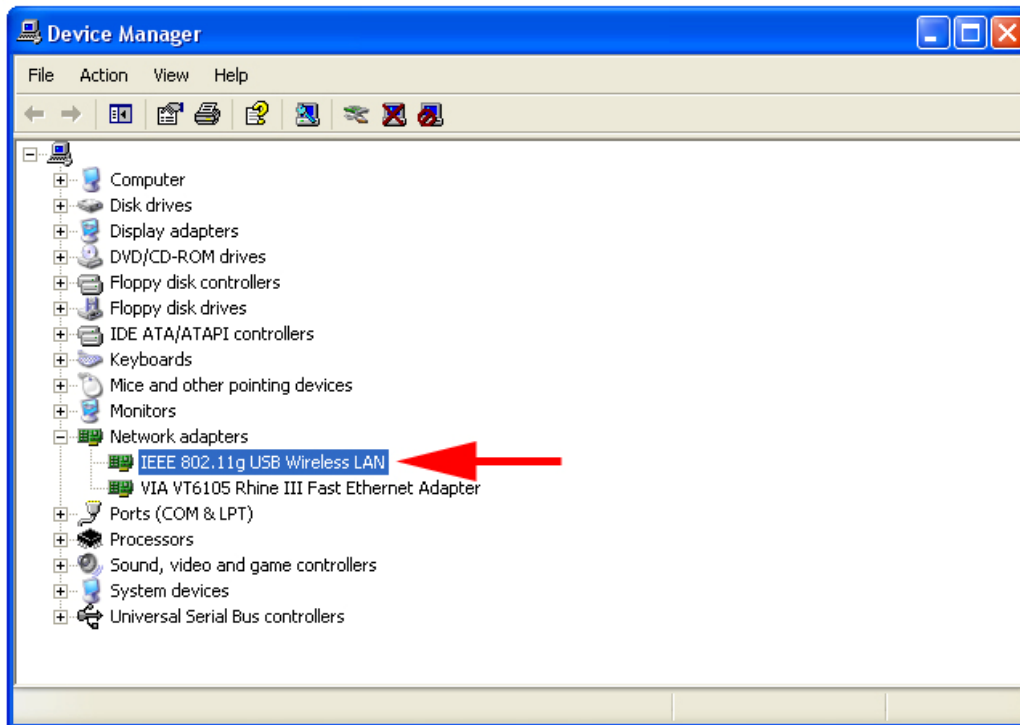 Device Manager
File Action View Help
Computer
Disk drives
Display adapters
DVD/CD-ROM drives
Floppy disk controllers
Floppy disk drives
IDE ATA/ATAPI controllers
Keyboards
Mice and other pointing devices
Monitors
Network adapters
IEEE 802.11g USB Wireless LAN
VIA VT6105 Rhine III Fast Ethernet Adapter
Ports (COM & LPT)
Processors
Sound, video and game controllers
System devices
Universal Serial Bus controllers